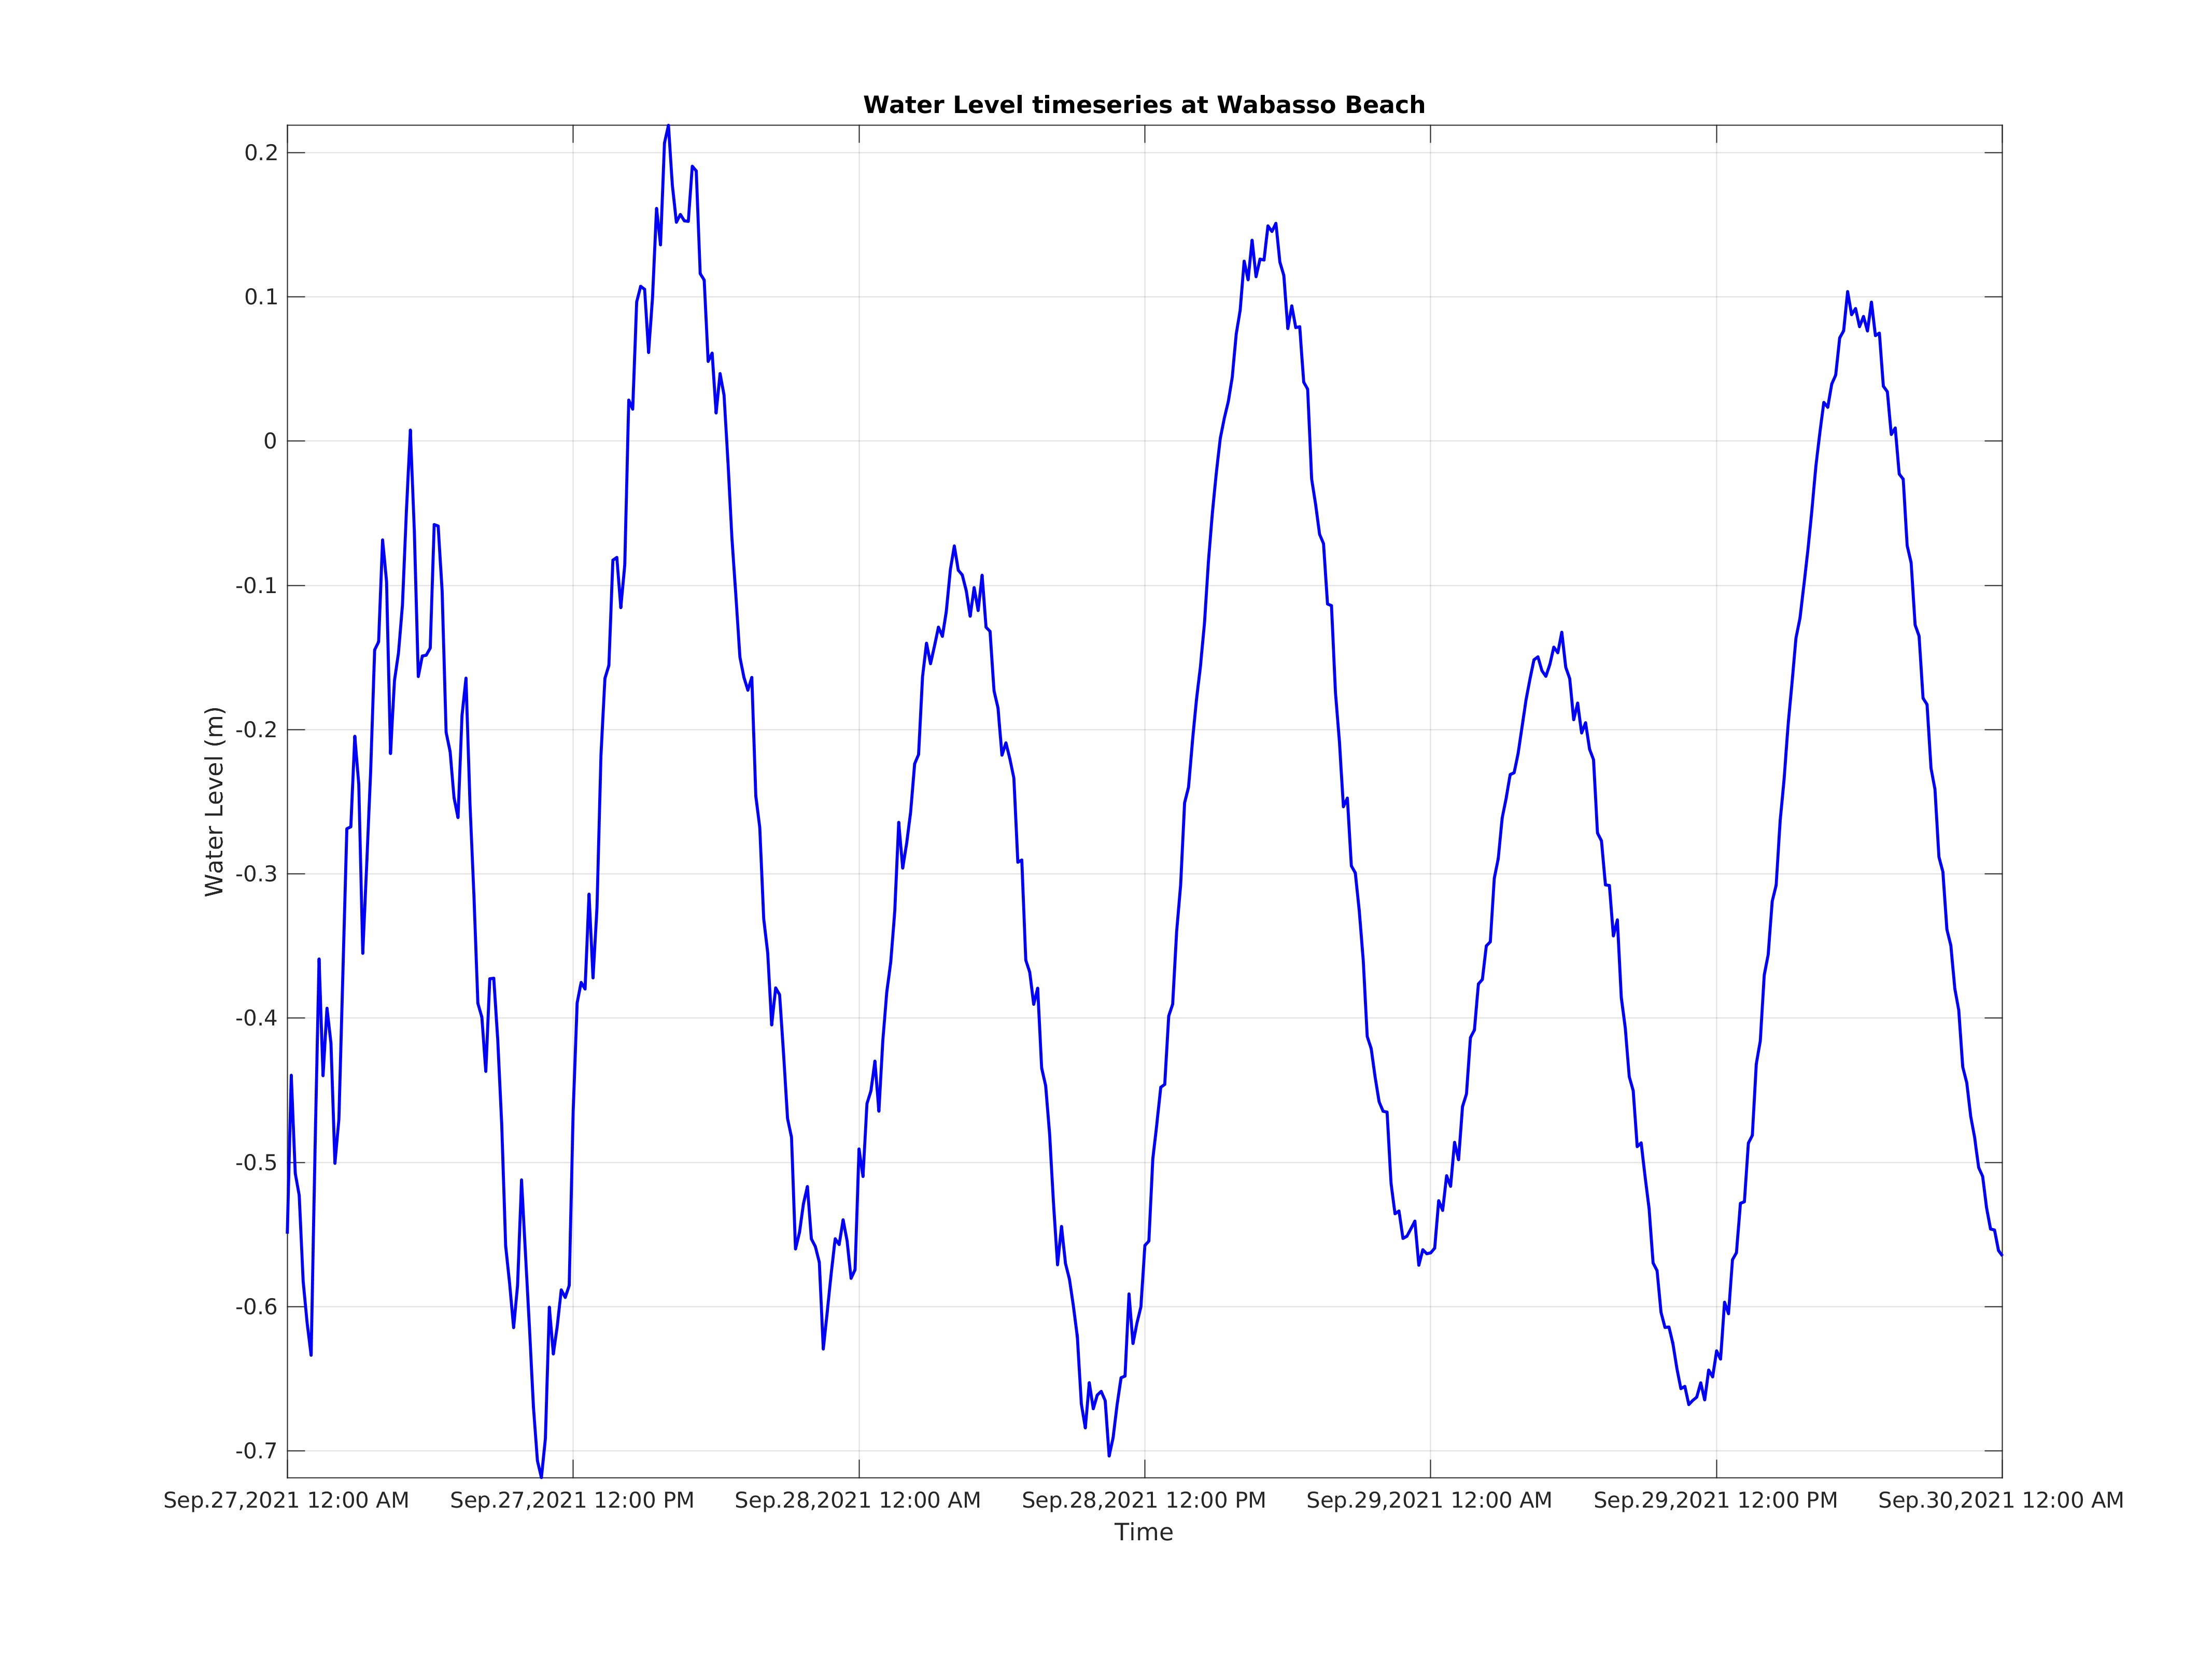 Water Level timeseries at Wabasso Beach
0.2
0.1
0
-0.1
-0.2
-0.3
-0.4
-0.5
-0.6
-0.7
Water Level (m)
Sep.27,2021 12:00 AM Sep.27,2021 12:00 PM Sep.28,2021 12:00 AM Sep.28,2021 12:00 PM Sep.29,2021 12:00 AM Sep.29,2021 12:00 PM Sep.30,2021 12:00 AM
Time